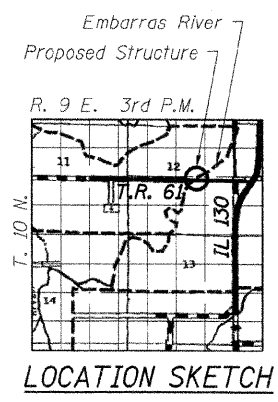 Embarras River
Proposed Structure
R. 9 E. 3rd P.M.
11 12
T.R. 61
T. 10 N.
IL 130
13
14
LOCATION SKETCH